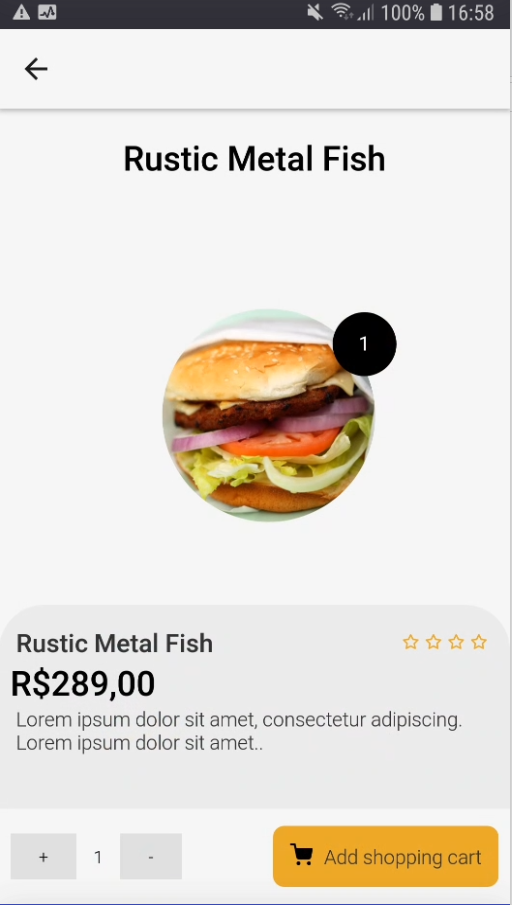 100% 16:58
Rustic Metal Fish
1
Rustic Metal Fish
R$289,00
Lorem ipsum dolor sit amet, consectetur adipiscing.
Lorem ipsum dolor sit amet..
+ 1 - Add shopping cart